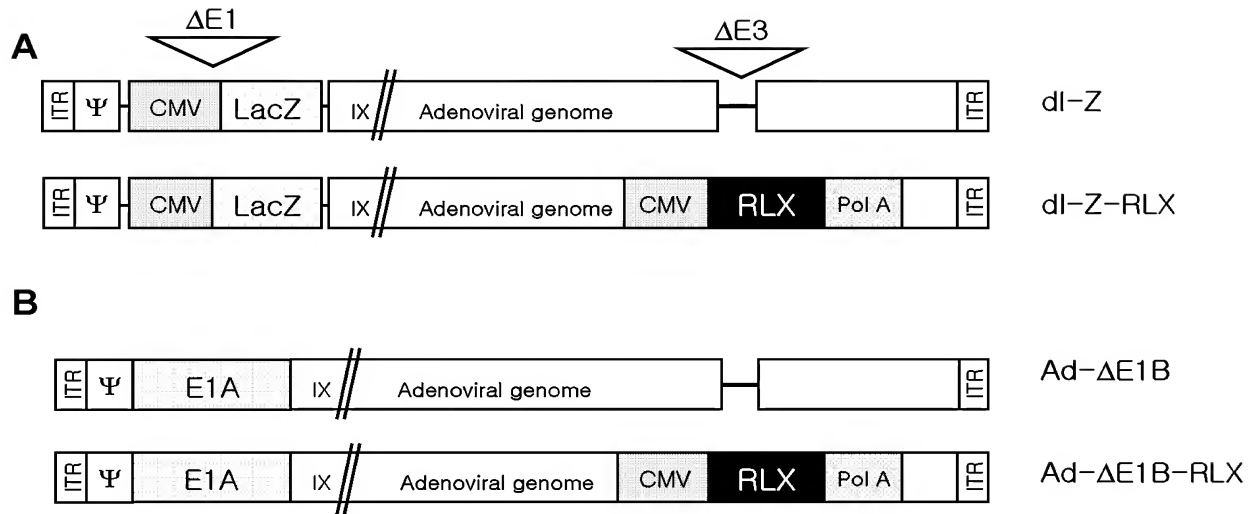 A
ΔE1
ΔE3
ITR Ψ CMV LacZ IX Adenoviral genome ITR dl-Z
ITR Ψ CMV LacZ IX Adenoviral genome CMV RLX Pol A ITR dl-Z-RLX
B
ITR Ψ E1A IX Adenoviral genome ITR Ad-ΔE1B
ITR Ψ E1A IX Adenoviral genome CMV RLX Pol A ITR Ad-ΔE1B-RLX